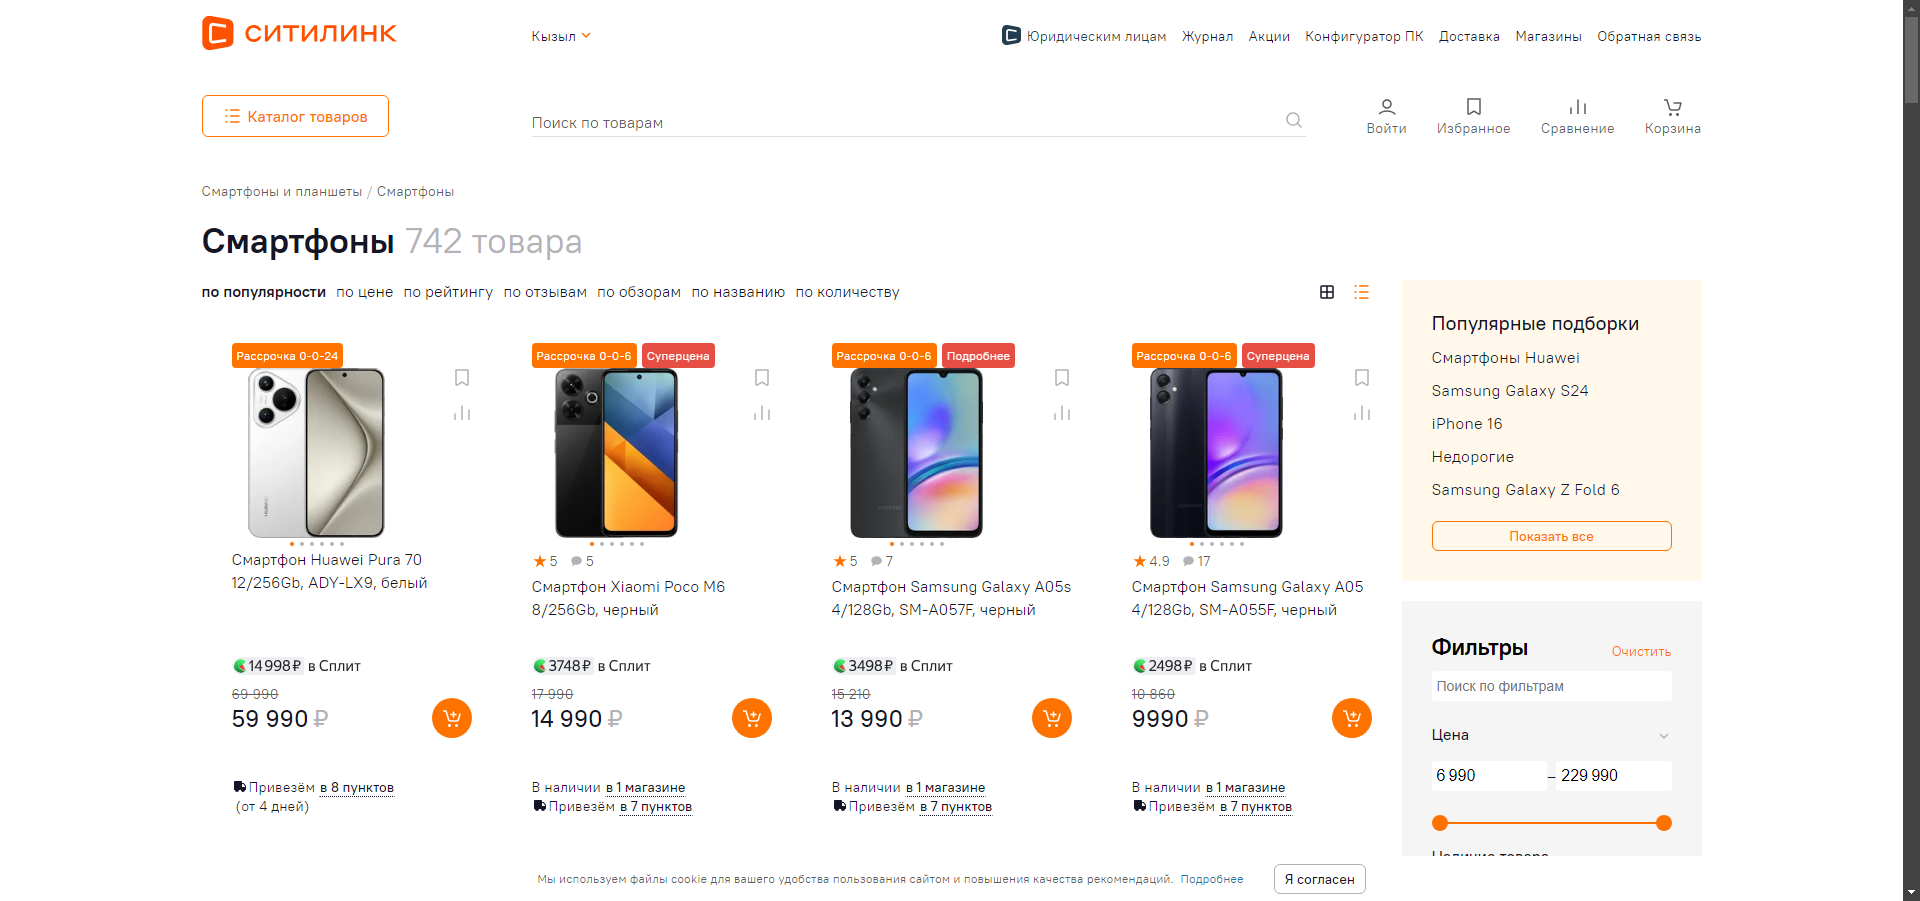 СИТИЛИНК
Кызыл
Юридическим лицам Журнал Акции Конфигуратор ПК Доставка Магазины Обратная связь
Каталог товаров
Поиск по товарам
Войти Избранное Сравнение Корзина
Смартфоны и планшеты / Смартфоны
Смартфоны 742 товара
по популярности по цене по рейтингу по отзывам по обзорам по названию по количеству
Рассрочка 0-0-24
Смартфон Huawei Pura 70
12/256Gb, ADY-LX9, белый
14 998 ₽ в Сплит
69 990
59 990 ₽
Привезём в 8 пунктов
(от 4 дней)
Рассрочка 0-0-6 Суперцена
5 5
Смартфон Xiaomi Poco M6
8/256Gb, черный
3748 ₽ в Сплит
17 990
14 990 ₽
В наличии в 1 магазине
Привезём в 7 пунктов
Рассрочка 0-0-6 Подробнее
5 7
Смартфон Samsung Galaxy A05s
4/128Gb, SM-A057F, черный
3498 ₽ в Сплит
15 210
13 990 ₽
В наличии в 1 магазине
Привезём в 7 пунктов
Рассрочка 0-0-6 Суперцена
4.9 17
Смартфон Samsung Galaxy A05
4/128Gb, SM-A055F, черный
2498 ₽ в Сплит
10 860
9990 ₽
В наличии в 1 магазине
Привезём в 7 пунктов
Популярные подборки
Смартфоны Huawei
Samsung Galaxy S24
iPhone 16
Недорогие
Samsung Galaxy Z Fold 6
Показать все
Фильтры Очистить
Поиск по фильтрам
Цена
6 990 – 229 990
Наличие товара
Мы используем файлы cookie для вашего удобства пользования сайтом и повышения качества рекомендаций. Подробнее
Я согласен